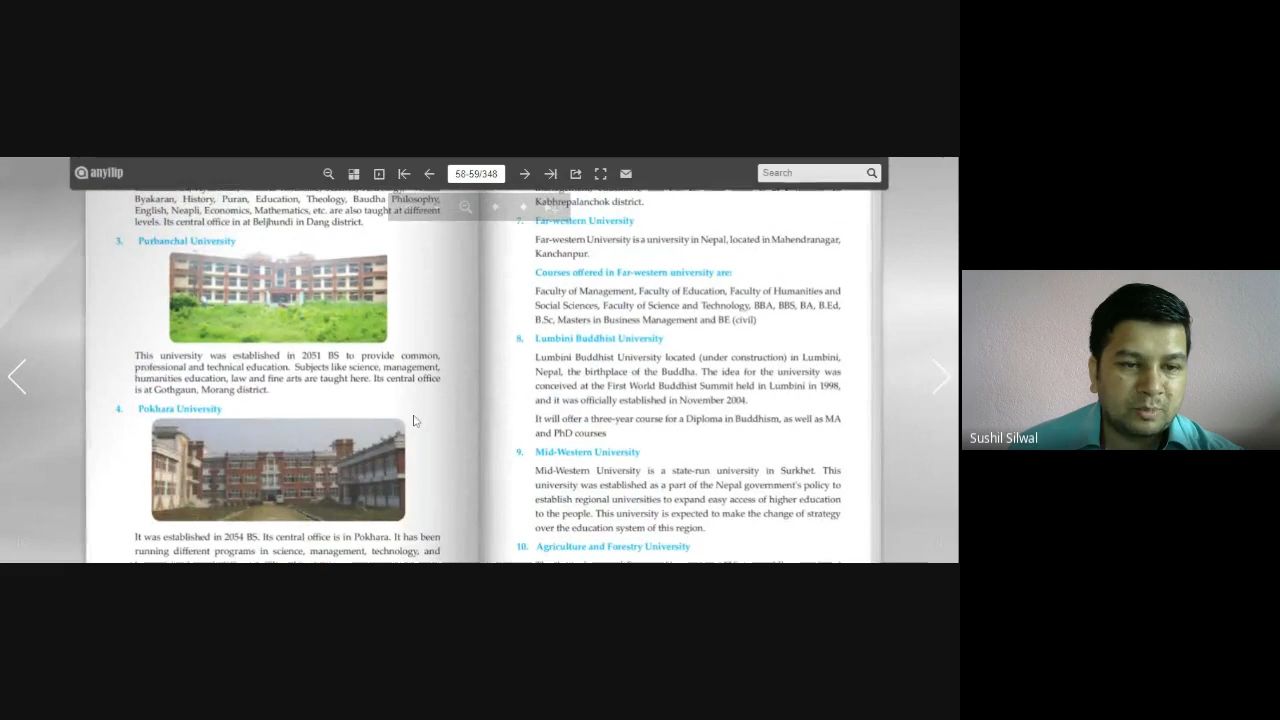 anyflip
58-59/348
Search
Byakaran, History, Puran, Education, Theology, Baudha Philosophy,
English, Neapli, Economics, Mathematics, etc. are also taught at different
levels. Its central office in at Beljhundi in Dang district.
3. Purbanchal University
This university was established in 2051 BS to provide common,
professional and technical education. Subjects like science, management,
humanities education, law and fine arts are taught here. Its central office
is at Gothgaun, Morang district.
4. Pokhara University
It was established in 2054 BS. Its central office is in Pokhara. It has been
running different programs in science, management, technology, and
Kabhrepalanchok district.
7. Far-western University
Far-western University is a university in Nepal, located in Mahendranagar,
Kanchanpur.
Courses offered in Far-western university are:
Faculty of Management, Faculty of Education, Faculty of Humanities and
Social Sciences, Faculty of Science and Technology, BBA, BBS, BA, B.Ed,
B.Sc, Masters in Business Management and BE (civil)
8. Lumbini Buddhist University
Lumbini Buddhist University located (under construction) in Lumbini,
Nepal, the birthplace of the Buddha. The idea for the university was
conceived at the First World Buddhist Summit held in Lumbini in 1998,
and it was officially established in November 2004.
It will offer a three-year course for a Diploma in Buddhism, as well as MA
and PhD courses
9. Mid-Western University
Mid-Western University is a state-run university in Surkhet. This
university was established as a part of the Nepal government's policy to
establish regional universities to expand easy access of higher education
to the people. This university is expected to make the change of strategy
over the education system of this region.
10. Agriculture and Forestry University
Sushil Silwal